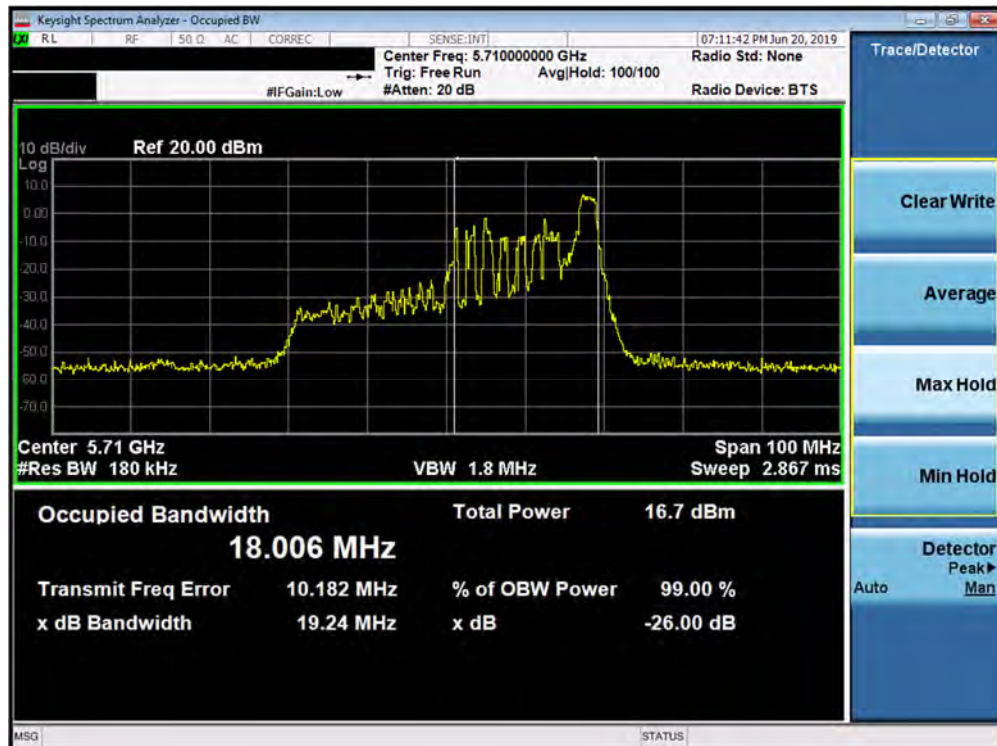 Keysight Spectrum Analyzer - Occupied BW
RL RF 50 Ω AC CORREC SENSE:INT 07:11:42 PM Jun 20, 2019
Center Freq: 5.710000000 GHz Radio Std: None
Trig: Free Run Avg|Hold: 100/100
#IFGain:Low #Atten: 20 dB Radio Device: BTS
10 dB/div Ref 20.00 dBm
Log
10.0
0.00
-10.0
-20.0
-30.0
-40.0
-50.0
-60.0
-70.0
Center 5.71 GHz Span 100 MHz
#Res BW 180 kHz VBW 1.8 MHz Sweep 2.867 ms
Occupied Bandwidth Total Power 16.7 dBm
18.006 MHz
Transmit Freq Error 10.182 MHz % of OBW Power 99.00 %
x dB Bandwidth 19.24 MHz x dB -26.00 dB
MSG STATUS
Trace/Detector
Clear Write
Average
Max Hold
Min Hold
Detector
Peak▶
Auto Man